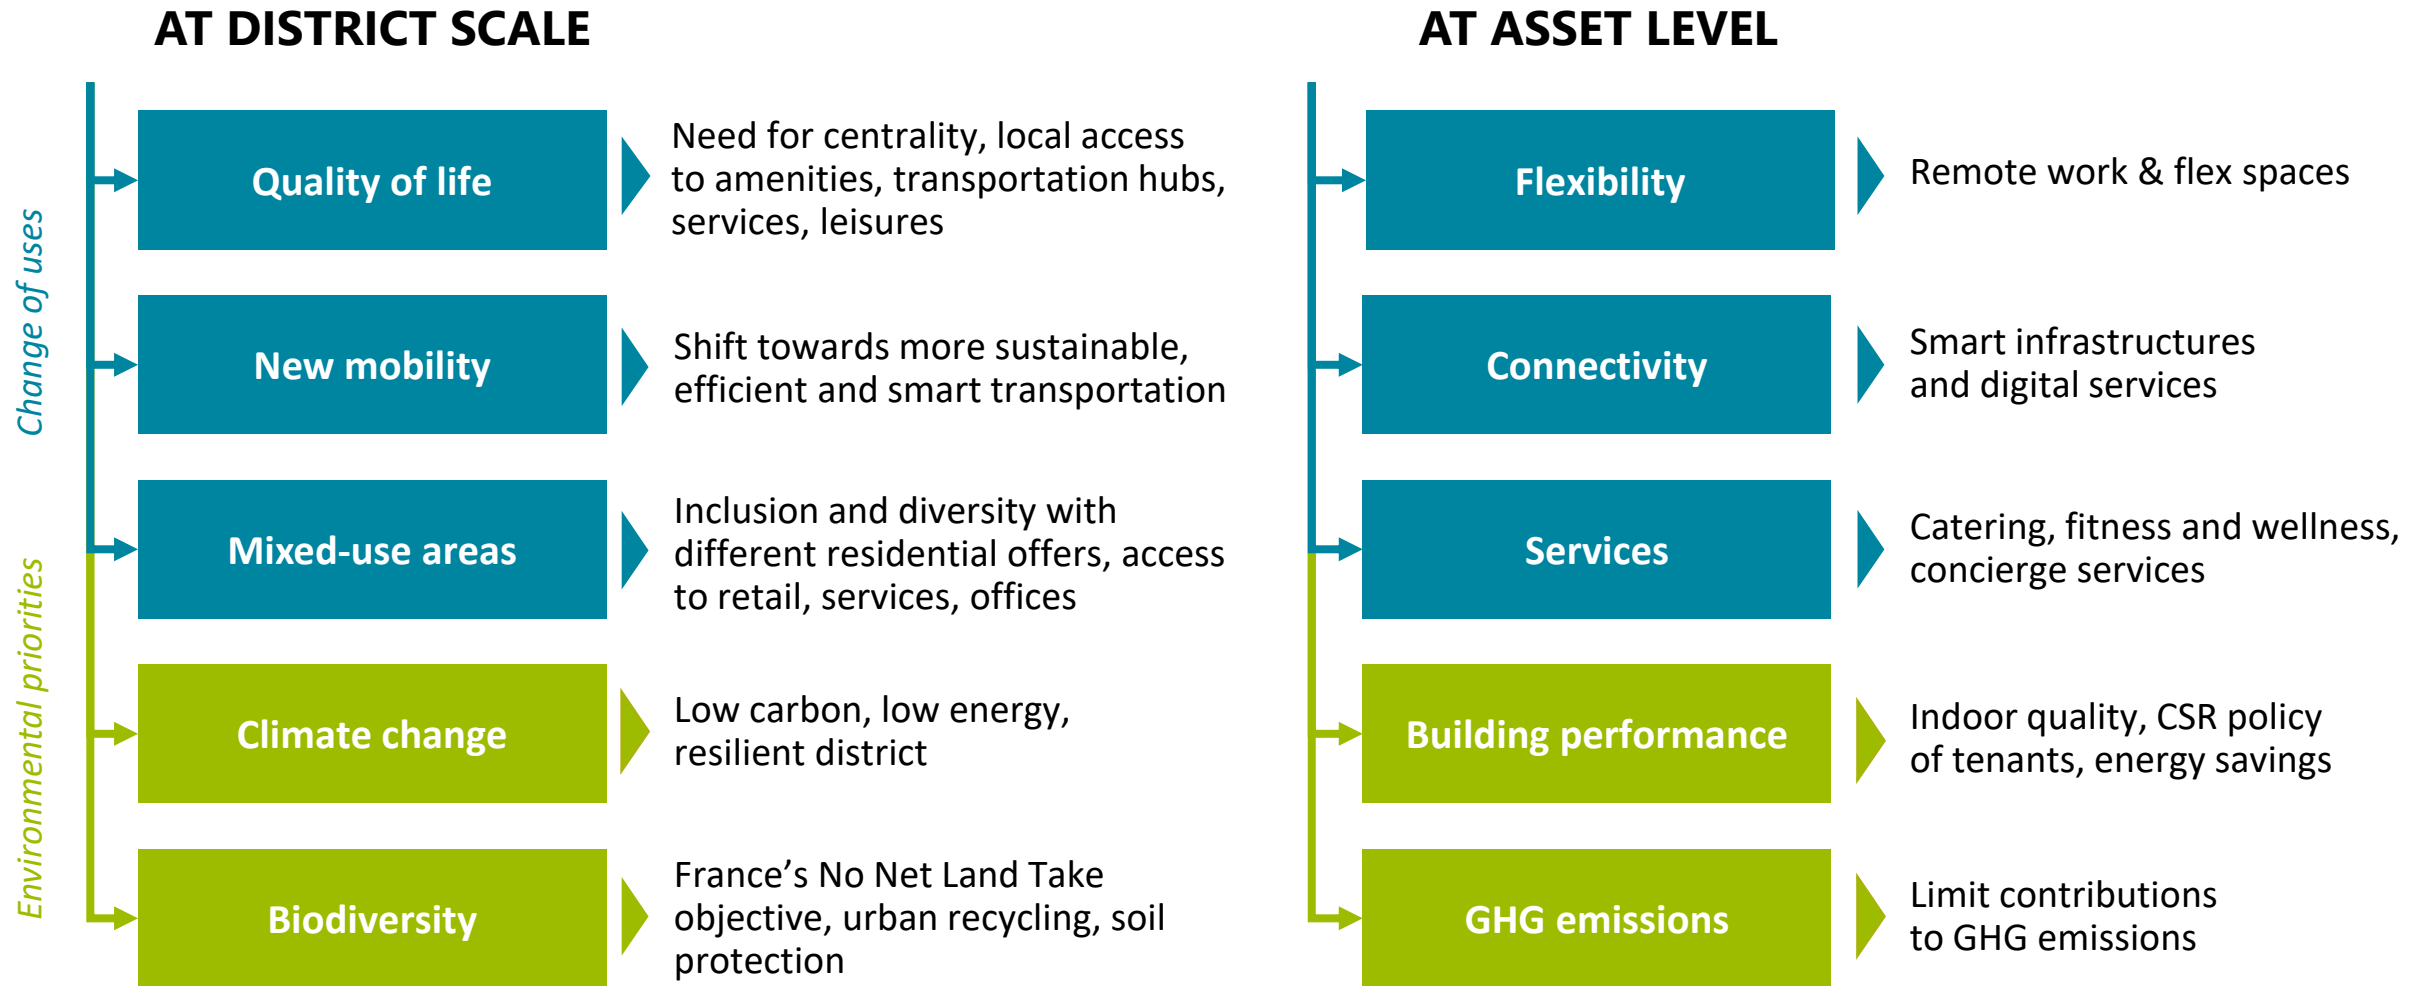 AT DISTRICT SCALE
Change of uses
Environmental priorities
Quality of life
Need for centrality, local access
to amenities, transportation hubs,
services, leisures
New mobility
Shift towards more sustainable,
efficient and smart transportation
Mixed-use areas
Inclusion and diversity with
different residential offers, access
to retail, services, offices
Climate change
Low carbon, low energy,
resilient district
Biodiversity
France’s No Net Land Take
objective, urban recycling, soil
protection
AT ASSET LEVEL
Flexibility
Remote work & flex spaces
Connectivity
Smart infrastructures
and digital services
Services
Catering, fitness and wellness,
concierge services
Building performance
Indoor quality, CSR policy
of tenants, energy savings
GHG emissions
Limit contributions
to GHG emissions